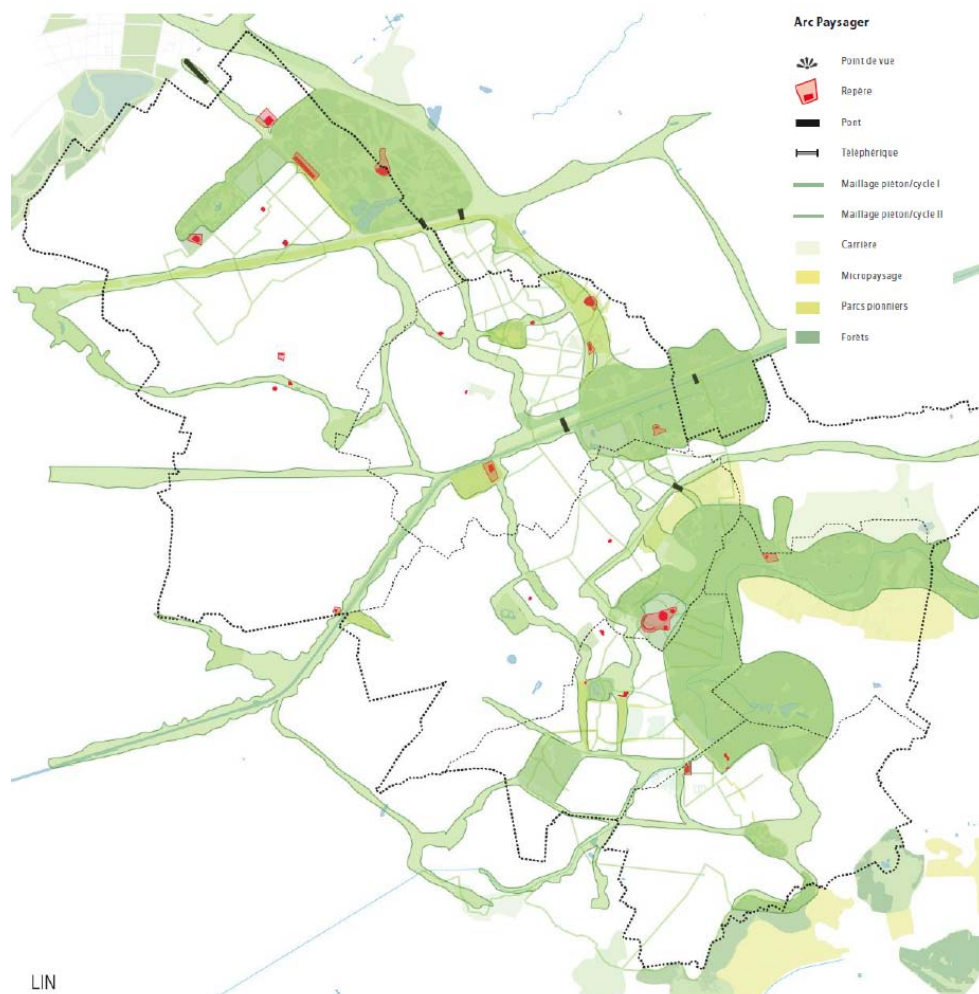 Arc Paysager
Point de vue
Repère
Pont
Téléphérique
Maillage piéton/cycle I
Maillage piéton/cycle II
Carrière
Micropaysage
Parcs pionniers
Forêts
LIN